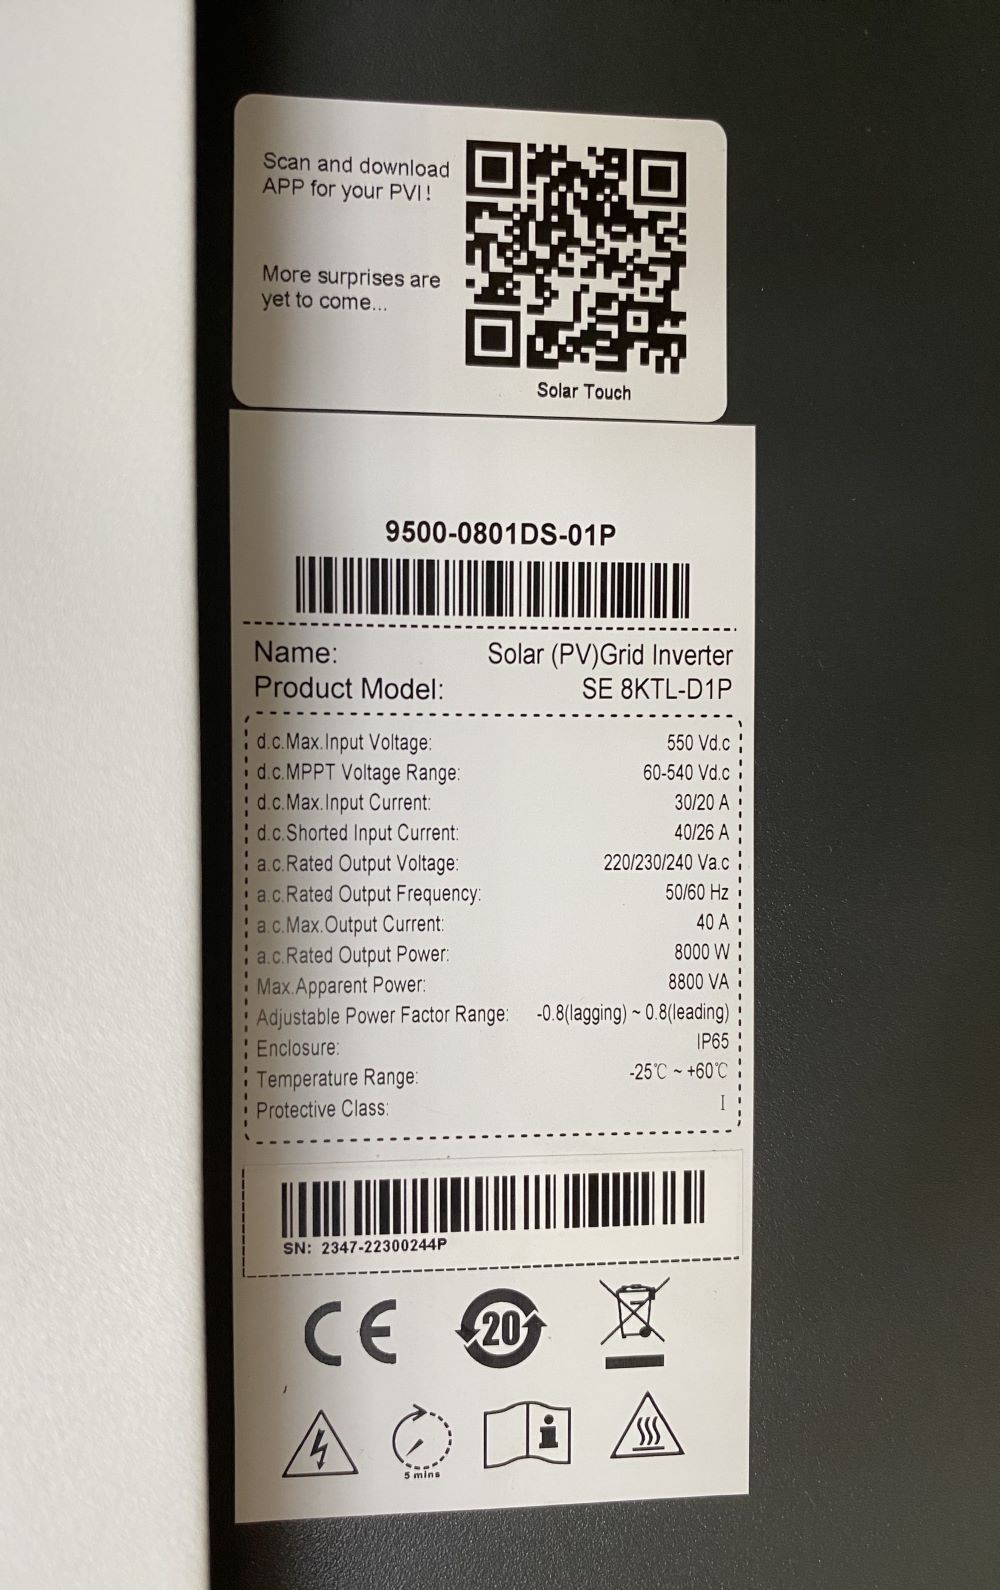 Scan and download
APP for your PVI!
More surprises are
yet to come...
Solar Touch
9500-0801DS-01P
Name: Solar (PV)Grid Inverter
Product Model: SE 8KTL-D1P
d.c.Max.Input Voltage: 550 Vd.c
d.c.MPPT Voltage Range: 60-540 Vd.c
d.c.Max.Input Current: 30/20 A
d.c.Shorted Input Current: 40/26 A
a.c.Rated Output Voltage: 220/230/240 Va.c
a.c.Rated Output Frequency: 50/60 Hz
a.c.Max.Output Current: 40 A
a.c.Rated Output Power: 8000 W
Max.Apparent Power: 8800 VA
Adjustable Power Factor Range: -0.8(lagging) ~ 0.8(leading)
Enclosure: IP65
Temperature Range: -25℃ ~ +60℃
Protective Class: I
SN: 2347-22300244P
CE 20
5 mins i